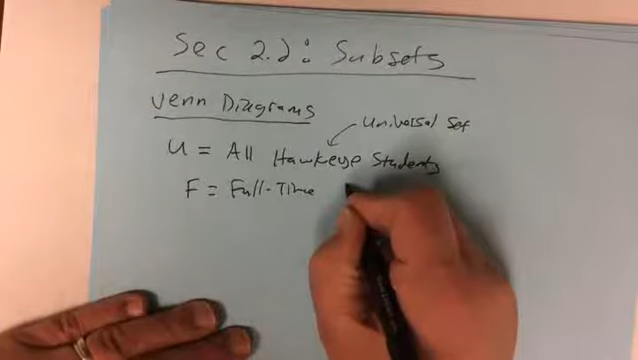 Sec 2.2: Subsets
Venn Diagrams
Universal Set
U = All Hawkeye Students
F = Full-Time